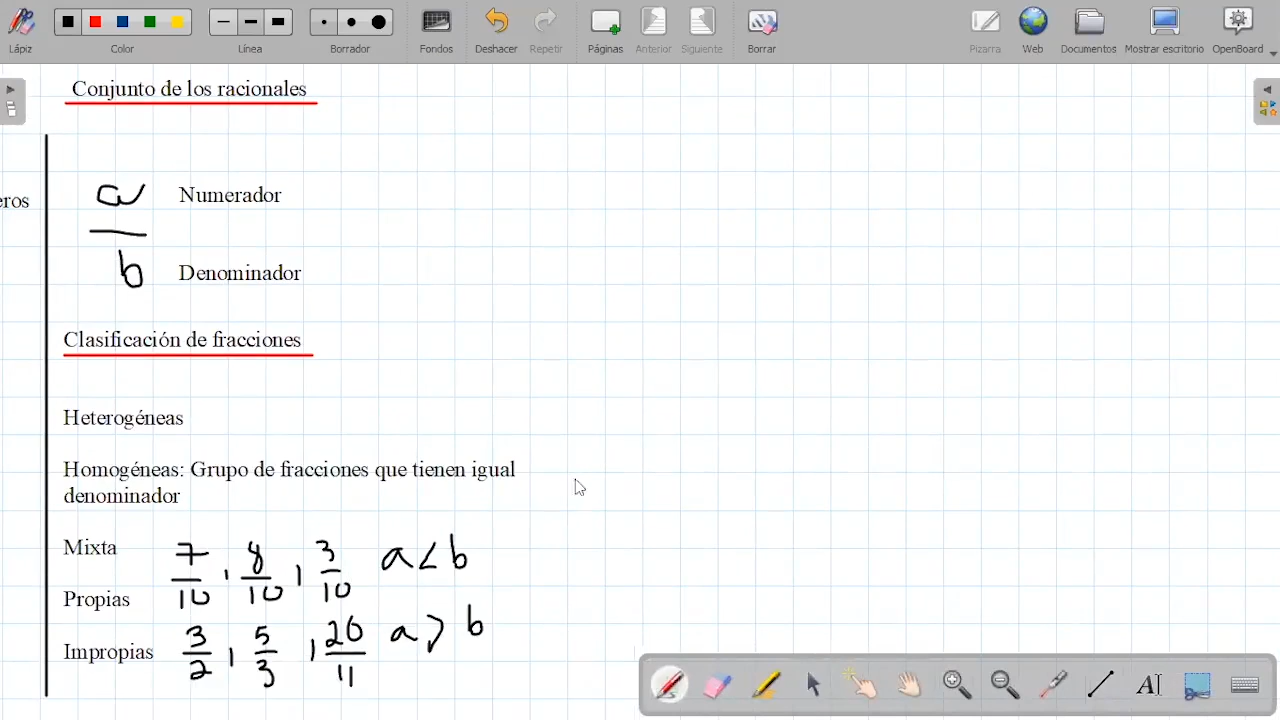 Lápiz Color Línea Borrador Fondos Deshacer Repetir Páginas Anterior Siguiente Borrar Pizarra Web Documentos Mostrar escritorio OpenBoard
Conjunto de los racionales
eros
a Numerador
b Denominador
Clasificación de fracciones
Heterogéneas
Homogéneas: Grupo de fracciones que tienen igual
denominador
Mixta
7/10 , 8/10 , 3/10 a < b
Propias
Impropias 3/2 , 5/3 , 20/11 a > b